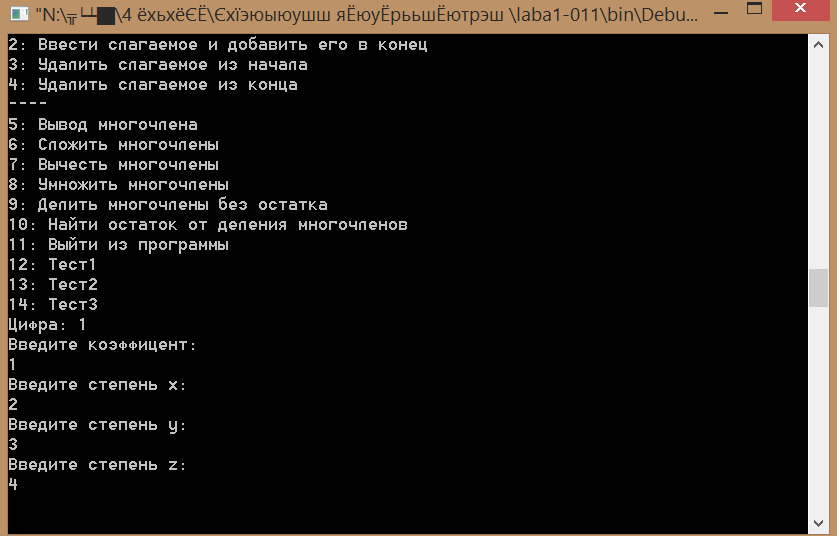 "N:\╦└┴█\4 ёхьхёЄЁ\Єхїэюыюушш яЁюуЁрььшЁютрэш \laba1-011\bin\Debu...
2: Ввести слагаемое и добавить его в конец
3: Удалить слагаемое из начала
4: Удалить слагаемое из конца
----
5: Вывод многочлена
6: Сложить многочлены
7: Вычесть многочлены
8: Умножить многочлены
9: Делить многочлены без остатка
10: Найти остаток от деления многочленов
11: Выйти из программы
12: Тест1
13: Тест2
14: Тест3
Цифра: 1
Введите коэффицент:
1
Введите степень x:
2
Введите степень y:
3
Введите степень z:
4